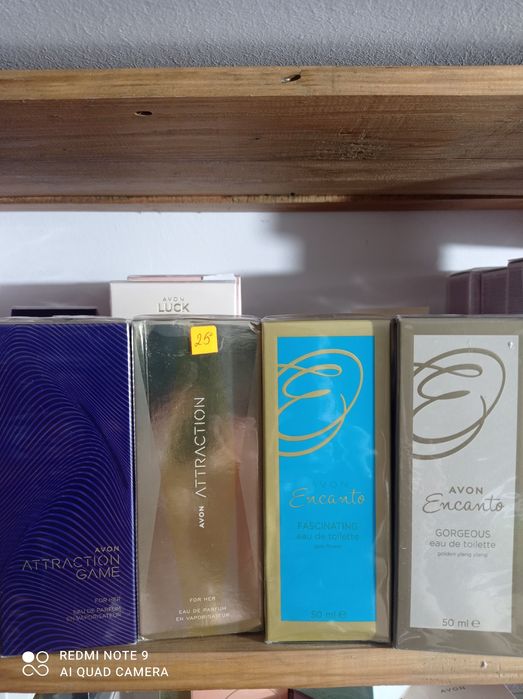 AVON
LUCK
25
AVON ATTRACTION
FOR HER
EAU DE PARFUM
EN VAPORISATEUR
AVON
ATTRACTION
GAME
FOR HER
EAU DE PARFUM
EN VAPORISATEUR
AVON
Encanto
FASCINATING
eau de toilette
50 ml e
AVON
Encanto
GORGEOUS
eau de toilette
golden ylang ylang
50 ml e
REDMI NOTE 9
AI QUAD CAMERA